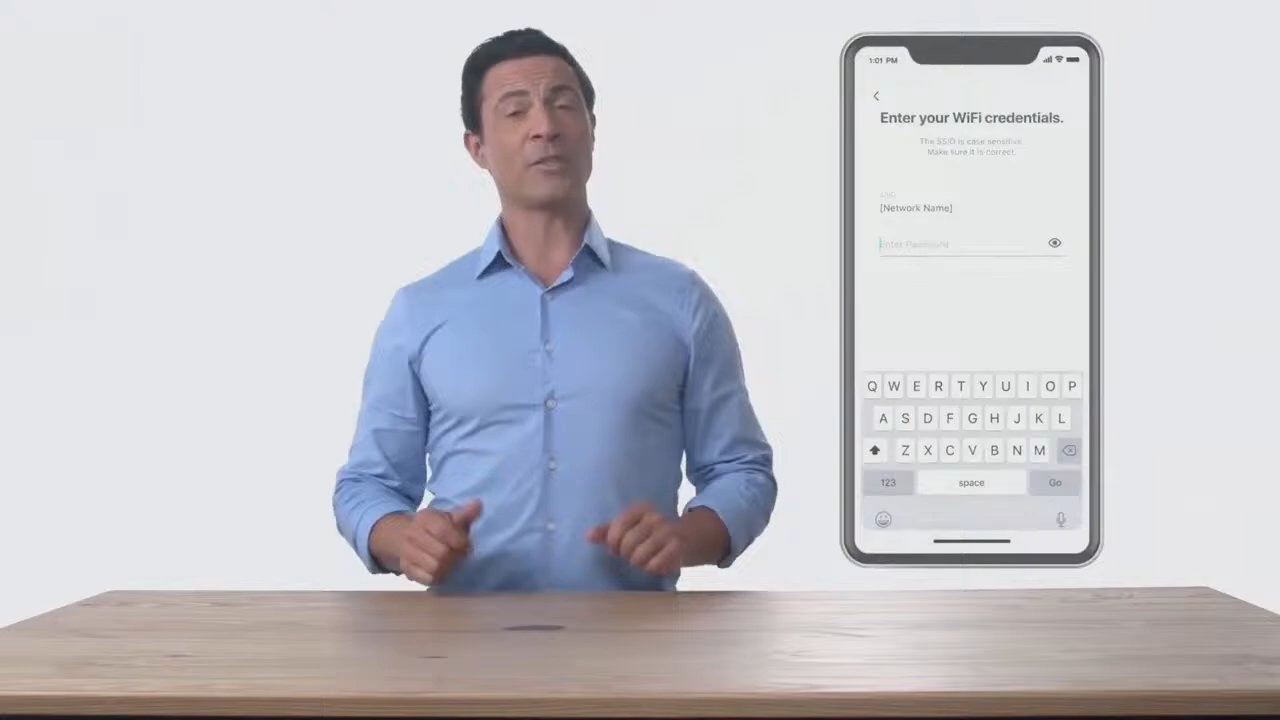 1:01 PM
Enter your WiFi credentials.
The SSID is case sensitive.
Make sure it is correct.
SSID
[Network Name]
Enter Password
Q W E R T Y U I O P
A S D F G H J K L
Z X C V B N M
123 space Go